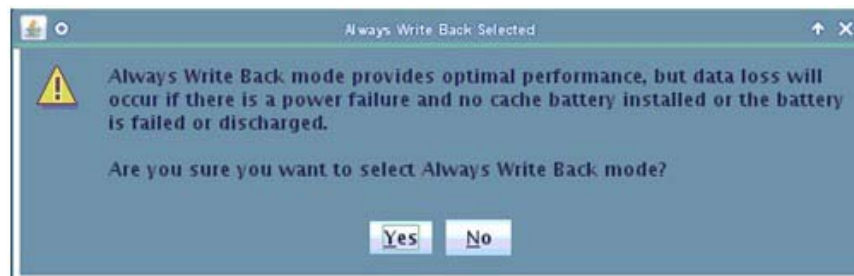 Always Write Back Selected
Always Write Back mode provides optimal performance, but data loss will
occur if there is a power failure and no cache battery installed or the battery
is failed or discharged.
Are you sure you want to select Always Write Back mode?
Yes No